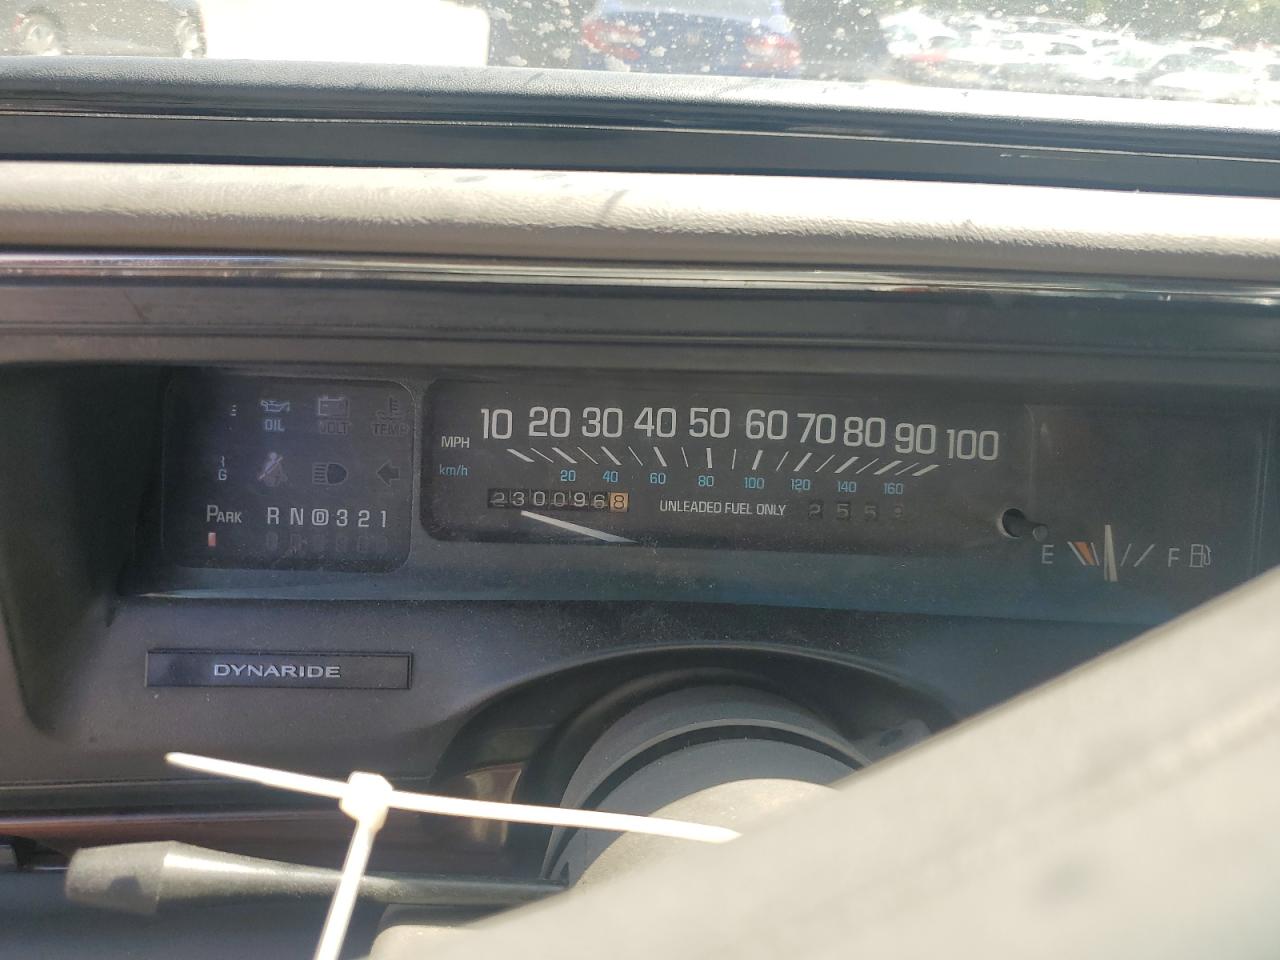 10 20 30 40 50 60 70 80 90 100
MPH
km/h 20 40 60 80 100 120 140 160
OIL VOLT TEMP
G
2300968 UNLEADED FUEL ONLY 255
PARK R N D 3 2 1
E F
DYNARIDE